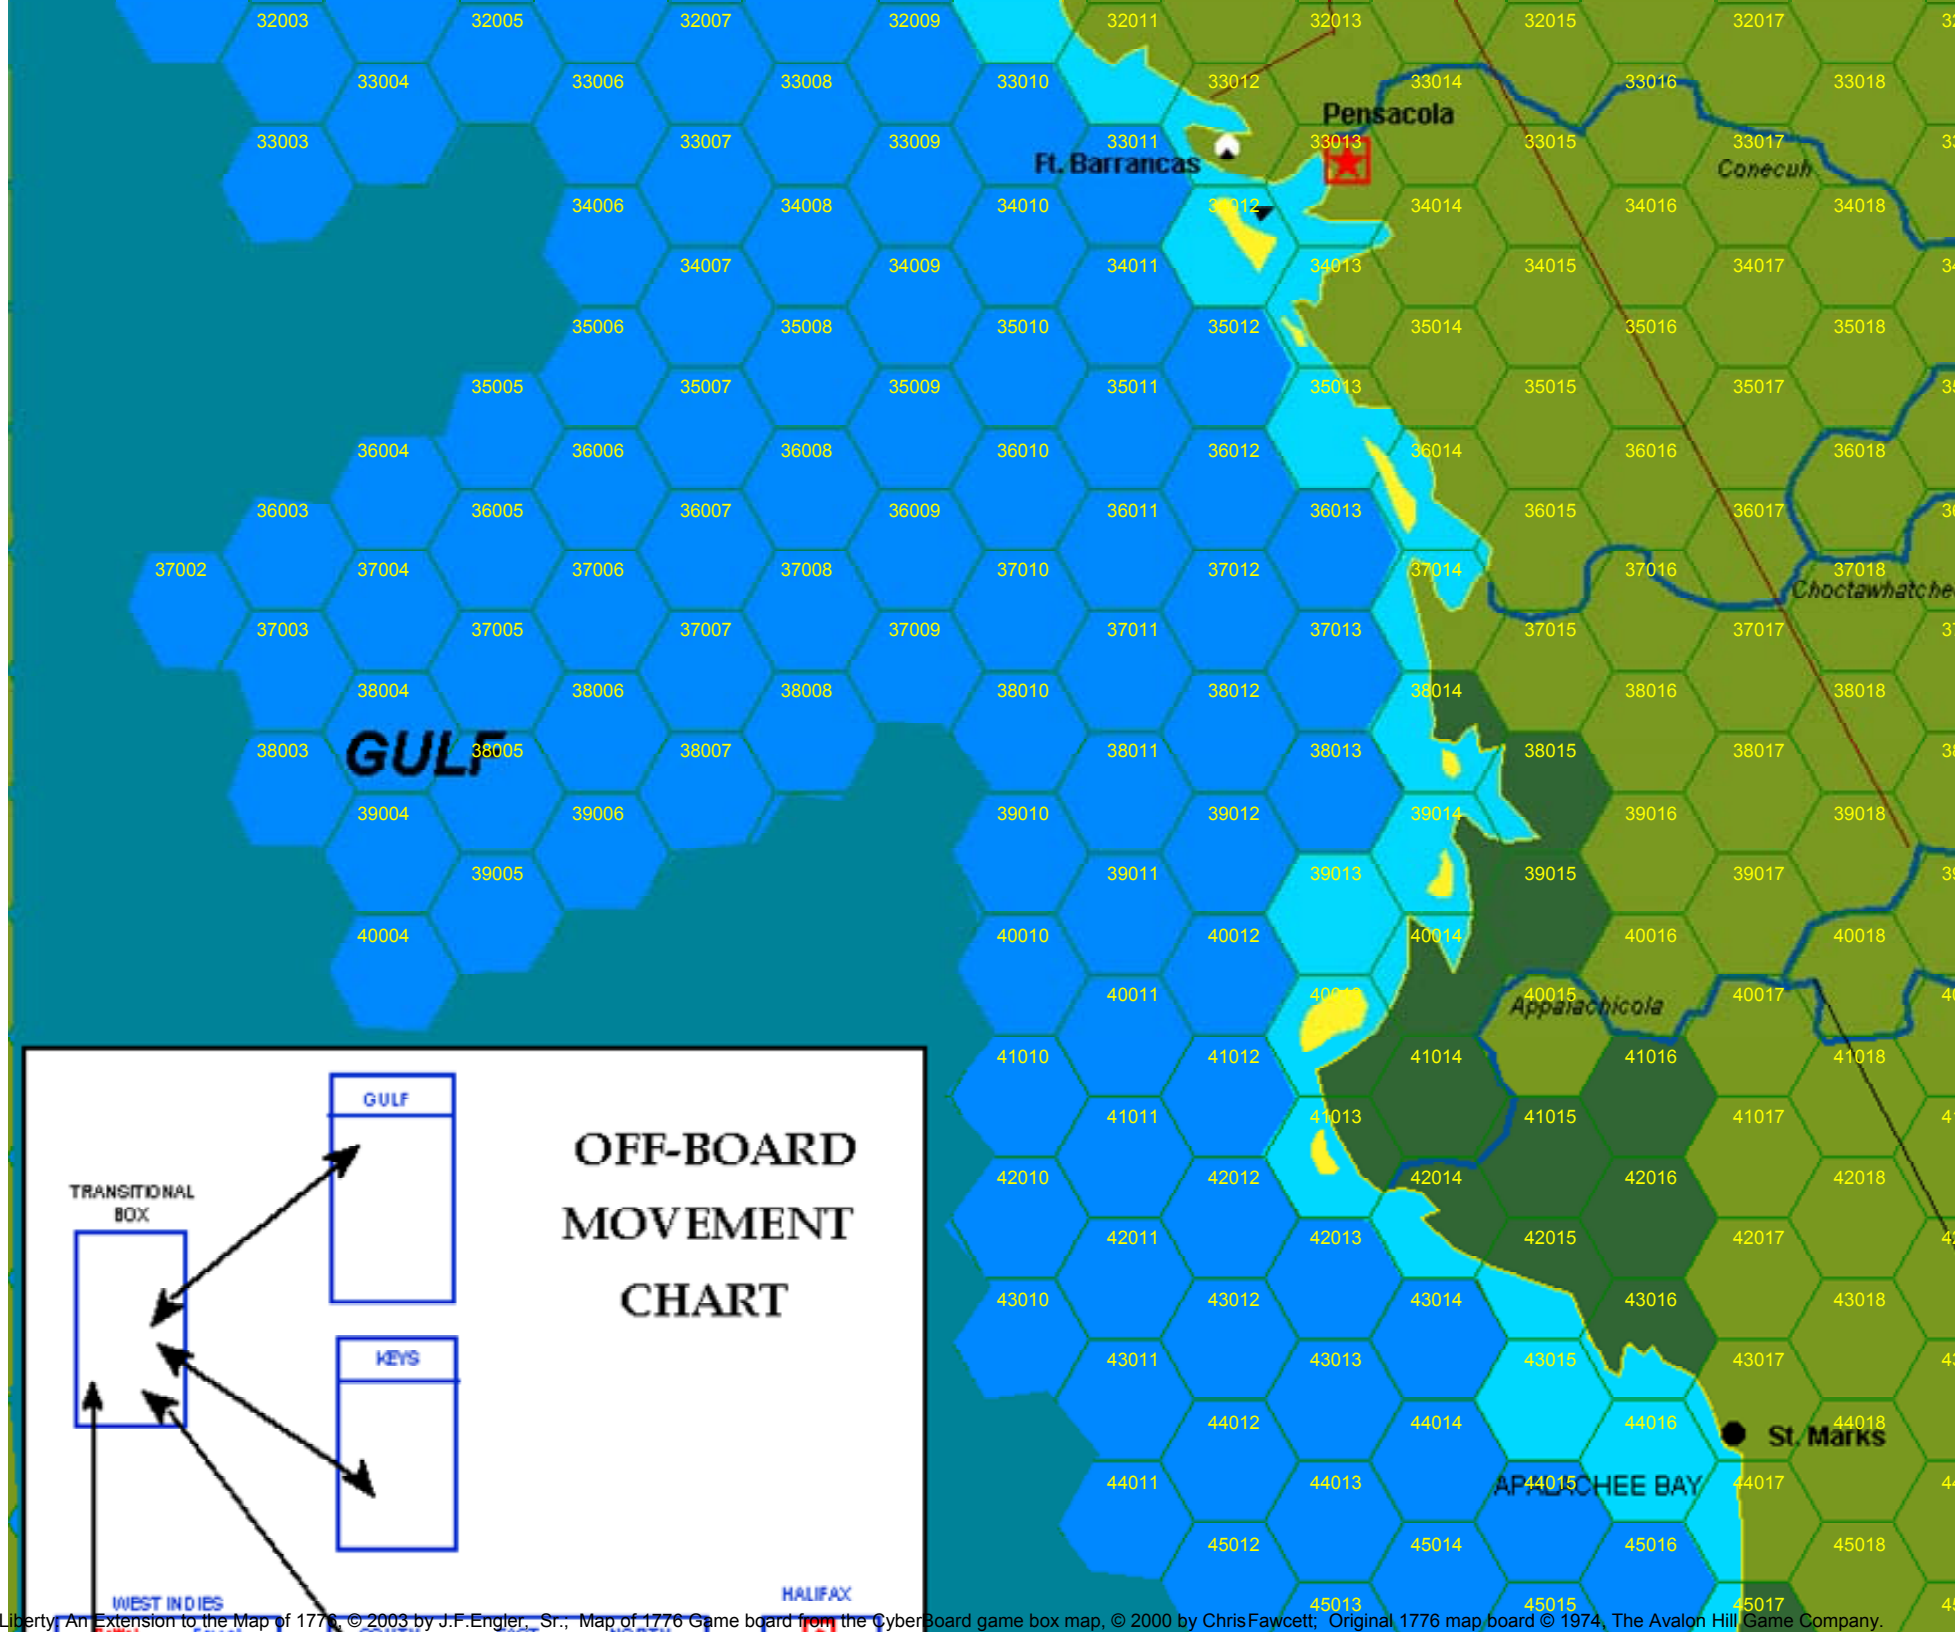 32003 32005 32007 32009 32011 32013 32015 32017
33004 33006 33008 33010 33012 33014 33016 33018
Pensacola
33003 33007 33009 33011 33013 33015 33017
Ft. Barrancas
Conecuh
34006 34008 34010 34014 34016 34018
34007 34009 34011 34013 34015 34017
35006 35008 35010 35012 35014 35016 35018
35005 35007 35009 35011 35013 35015 35017
36004 36006 36008 36010 36012 36014 36016 36018
36003 36005 36007 36009 36011 36013 36015 36017
37002 37004 37006 37008 37010 37012 37014 37016 37018
Choctawhatche
37003 37005 37007 37009 37011 37013 37015 37017
38004 38006 38008 38010 38012 38014 38016 38018
GULF
38003 38005 38007 38011 38013 38015 38017
39004 39006 39010 39012 39014 39016 39018
39005 39011 39013 39015 39017
40004 40010 40012 40014 40016 40018
40011 40015 40017
Appalachicola
41010 41012 41014 41016 41018
41011 41013 41015 41017
42010 42012 42014 42016 42018
42011 42013 42015 42017
43010 43012 43014 43016 43018
43011 43013 43015 43017
44012 44014 44016 44018
St. Marks
44011 44013 44015 44017
APALACHEE BAY
45012 45014 45016 45018
45013 45015 45017
GULF
OFF-BOARD
MOVEMENT
CHART
TRANSITIONAL
BOX
KEYS
WEST INDIES
HALIFAX
Liberty: An Extension to the Map of 1776, © 2003 by J.F.Engler, Sr.; Map of 1776 Game board from the CyberBoard game box map, © 2000 by Chris Fawcett; Original 1776 map board © 1974, The Avalon Hill Game Company.